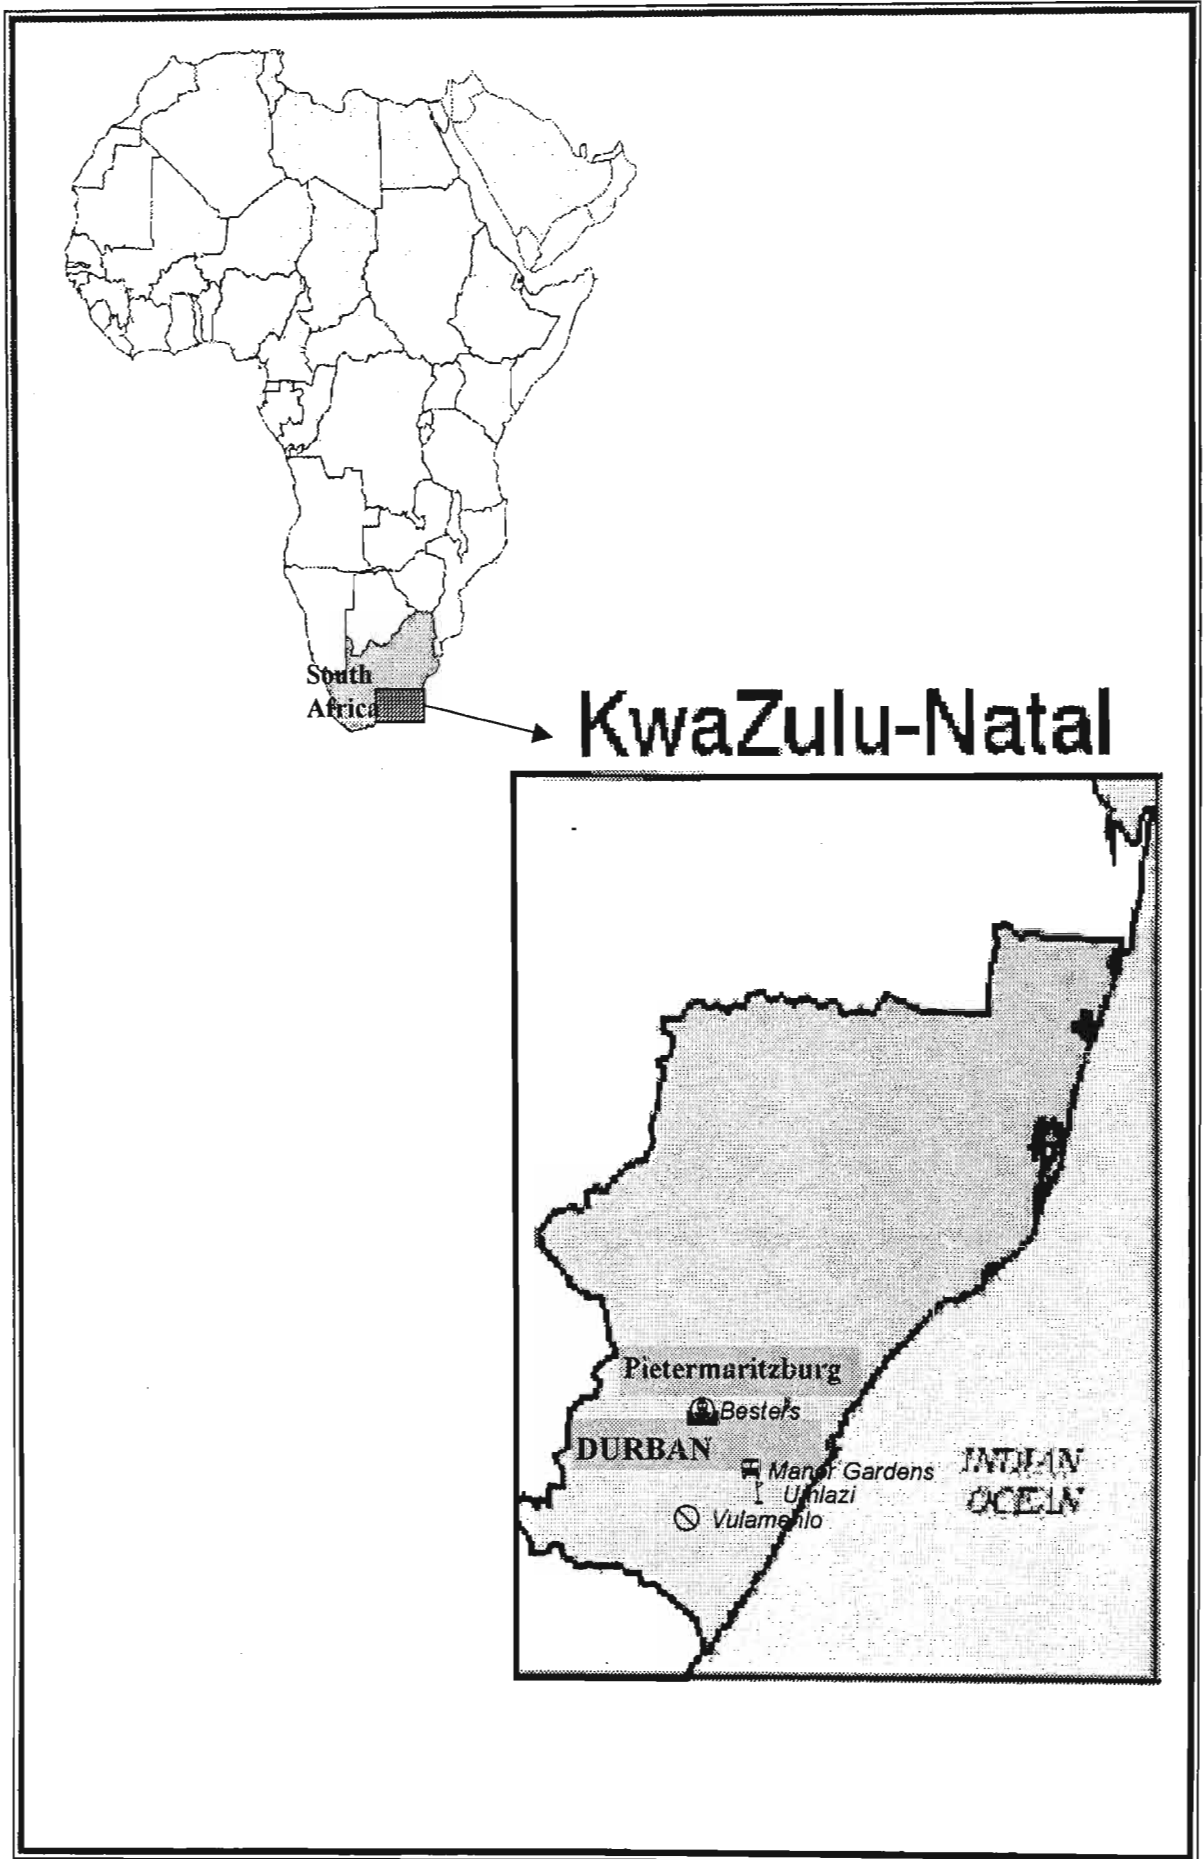 South
Africa
KwaZulu-Natal
Pietermaritzburg
Besters
DURBAN
Manor Gardens
Umlazi
Vulamehlo
INDIAN
OCEAN